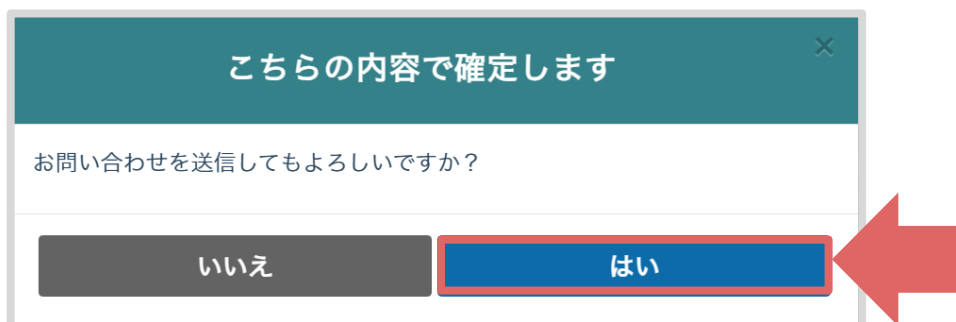 こちらの内容で確定します
×
お問い合わせを送信してもよろしいですか？
いいえ
はい